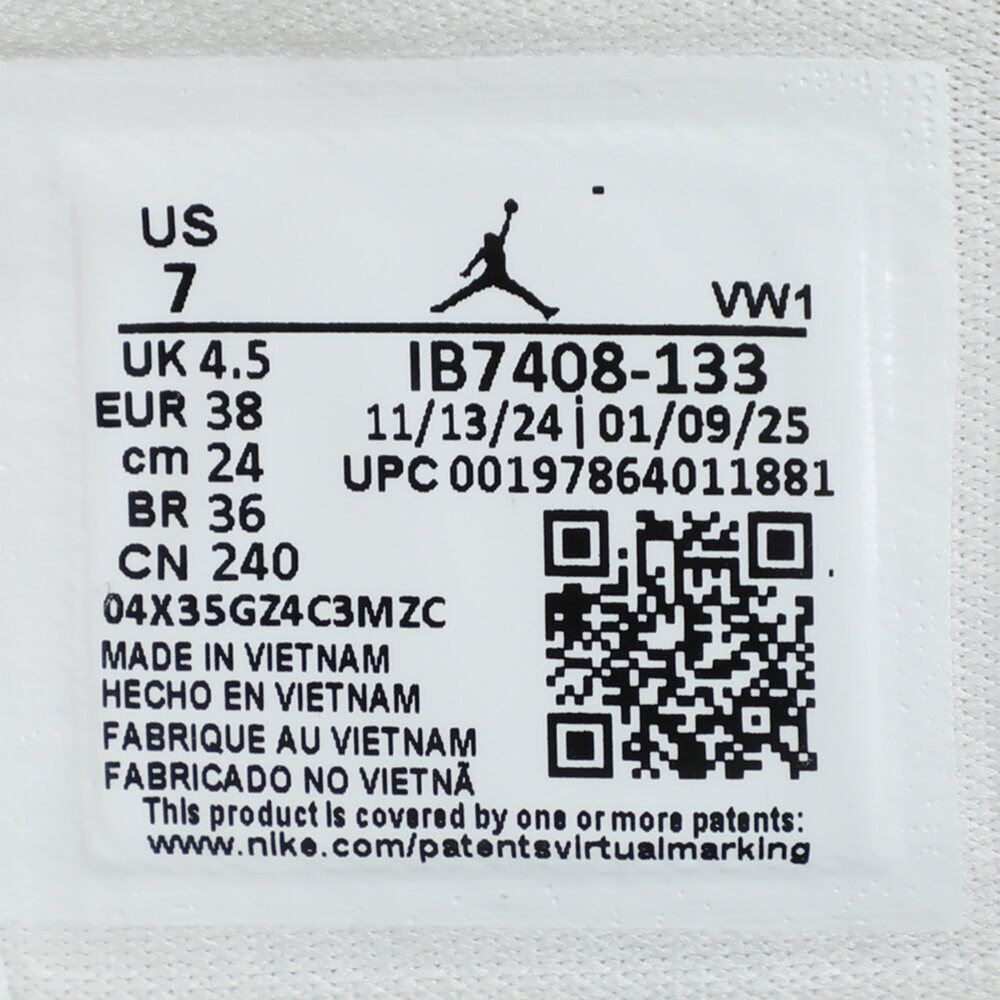 US
7
VW1
UK 4.5
IB7408-133
EUR 38
11/13/24 | 01/09/25
cm 24
UPC 00197864011881
BR 36
CN 240
04X35GZ4C3MZC
MADE IN VIETNAM
HECHO EN VIETNAM
FABRIQUE AU VIETNAM
FABRICADO NO VIETNÃ
This product is covered by one or more patents:
www.nike.com/patentsvirtualmarking